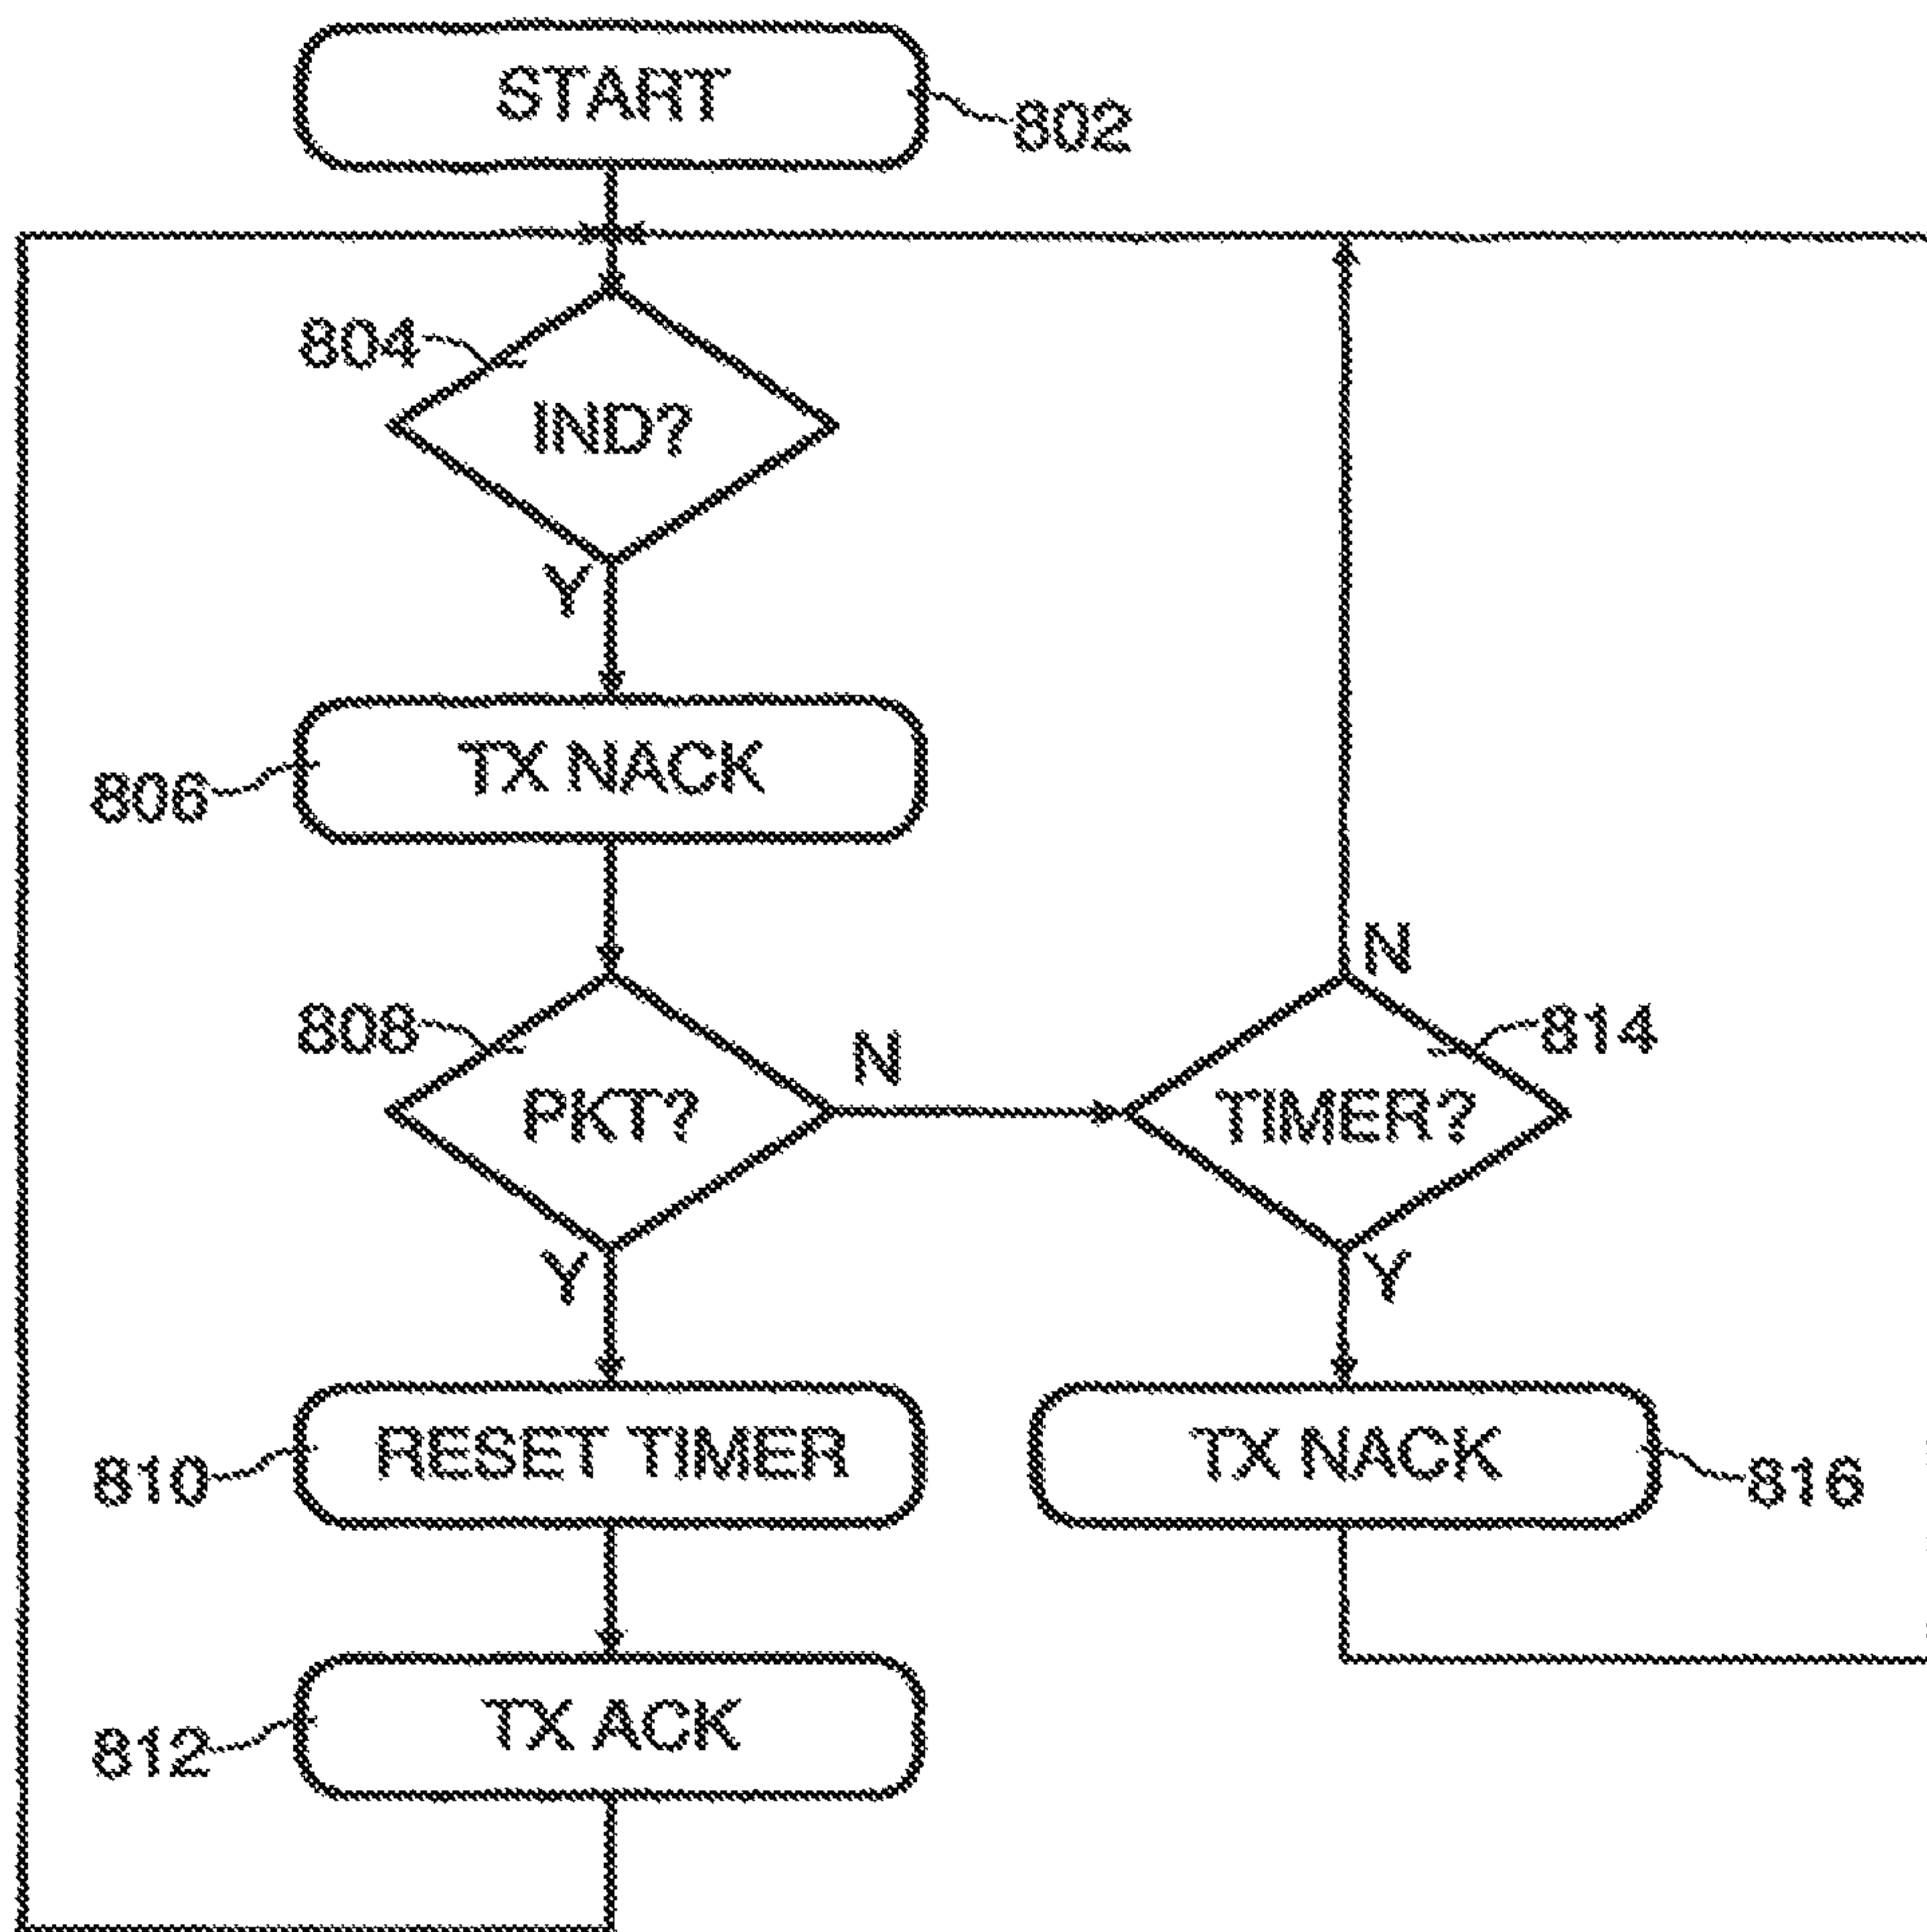 START
802
804
IND?
Y
TX NACK
806
N
808
814
N
PKT?
TIMER?
Y
Y
RESET TIMER
TX NACK
810
816
TX ACK
812